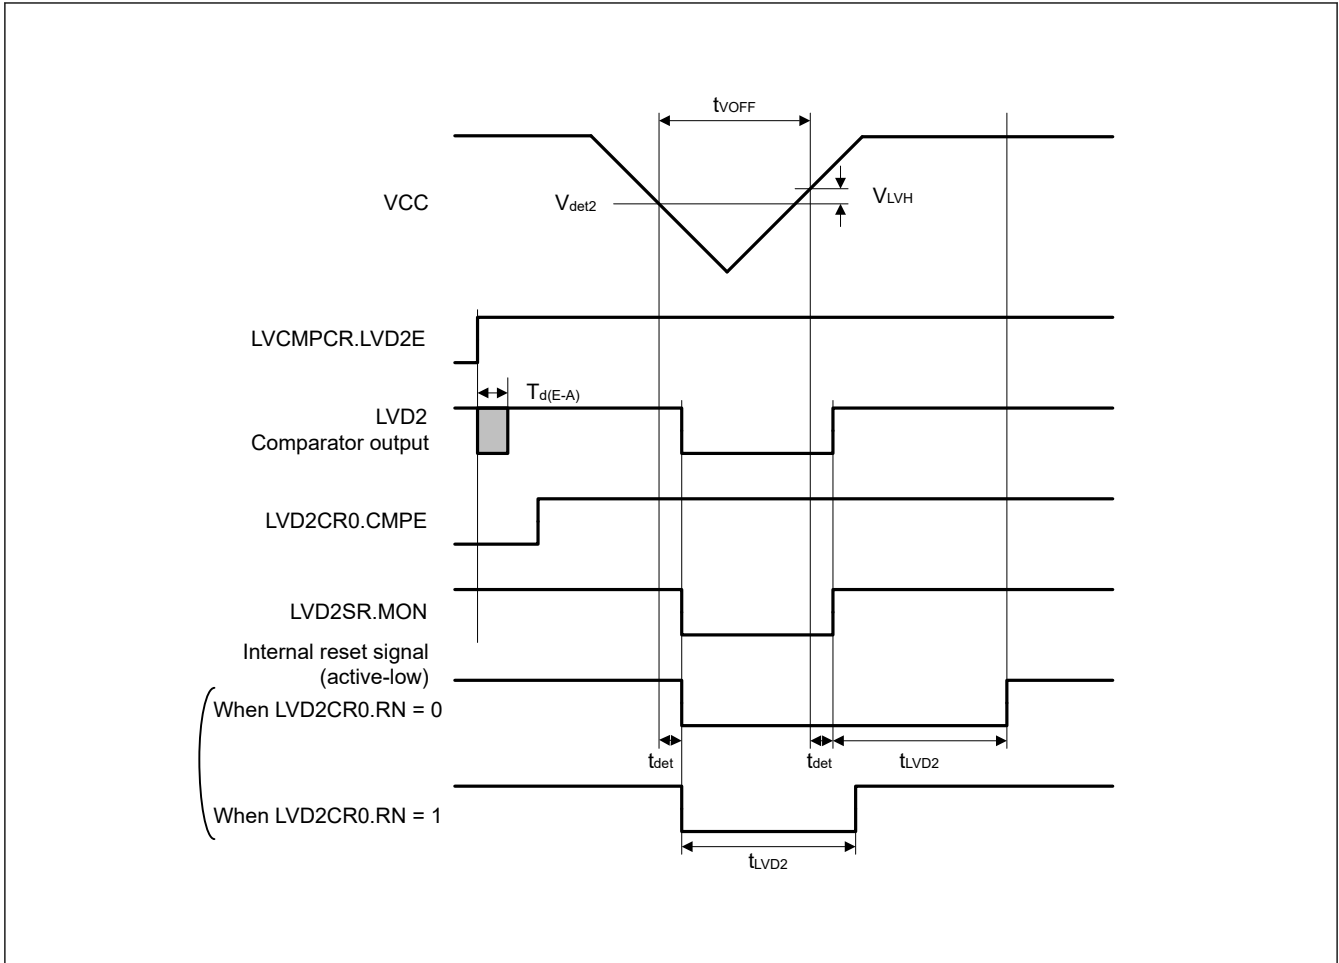 tVOFF
VCC
Vdet2
VLVH
LVCMPCR.LVD2E
Td(E-A)
LVD2
Comparator output
LVD2CR0.CMPE
LVD2SR.MON
Internal reset signal
(active-low)
When LVD2CR0.RN = 0
tdet
tdet
tLVD2
When LVD2CR0.RN = 1
tLVD2